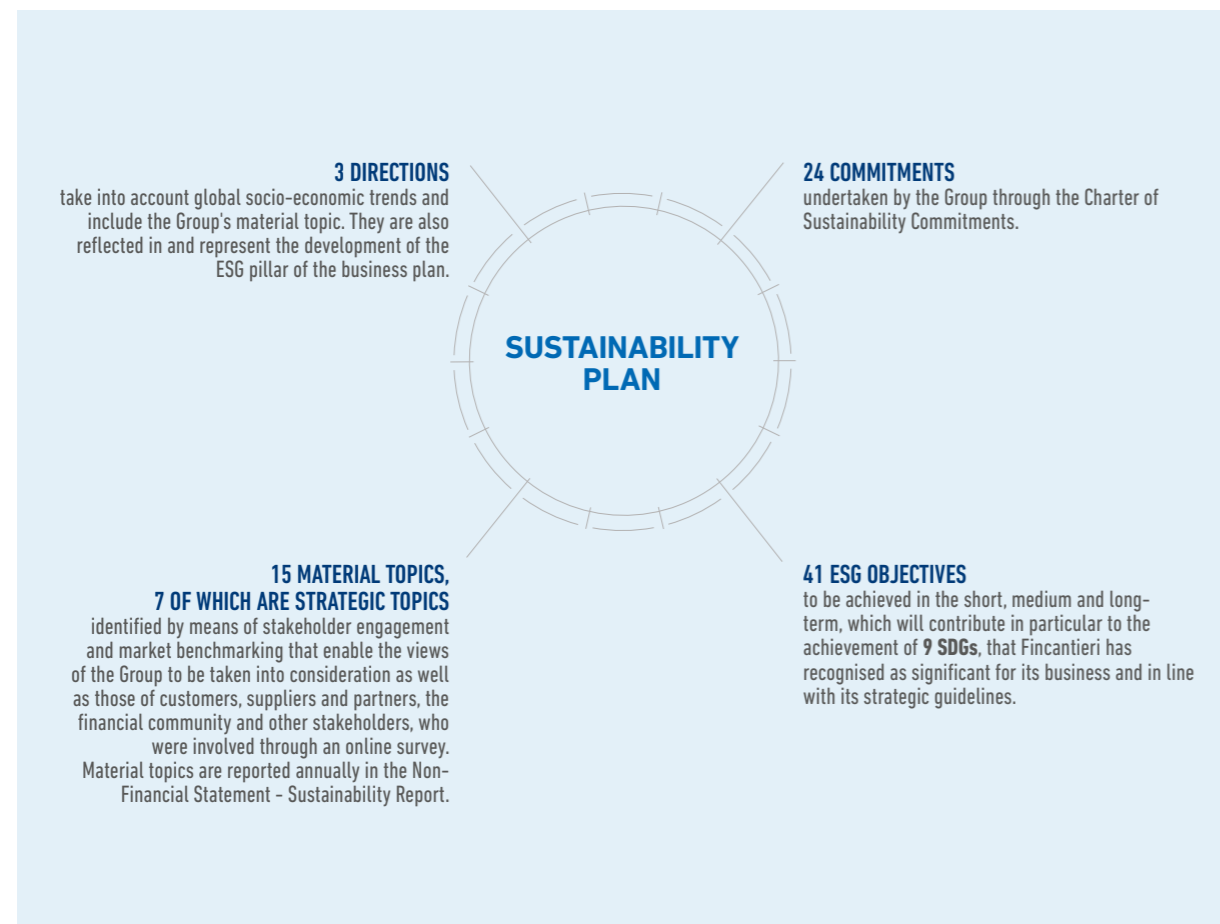 3 DIRECTIONS
take into account global socio-economic trends and
include the Group's material topic. They are also
reflected in and represent the development of the
ESG pillar of the business plan.
24 COMMITMENTS
undertaken by the Group through the Charter of
Sustainability Commitments.
SUSTAINABILITY
PLAN
15 MATERIAL TOPICS,
7 OF WHICH ARE STRATEGIC TOPICS
identified by means of stakeholder engagement
and market benchmarking that enable the views
of the Group to be taken into consideration as well
as those of customers, suppliers and partners, the
financial community and other stakeholders, who
were involved through an online survey.
Material topics are reported annually in the Non-
Financial Statement - Sustainability Report.
41 ESG OBJECTIVES
to be achieved in the short, medium and long-
term, which will contribute in particular to the
achievement of 9 SDGs, that Fincantieri has
recognised as significant for its business and in line
with its strategic guidelines.